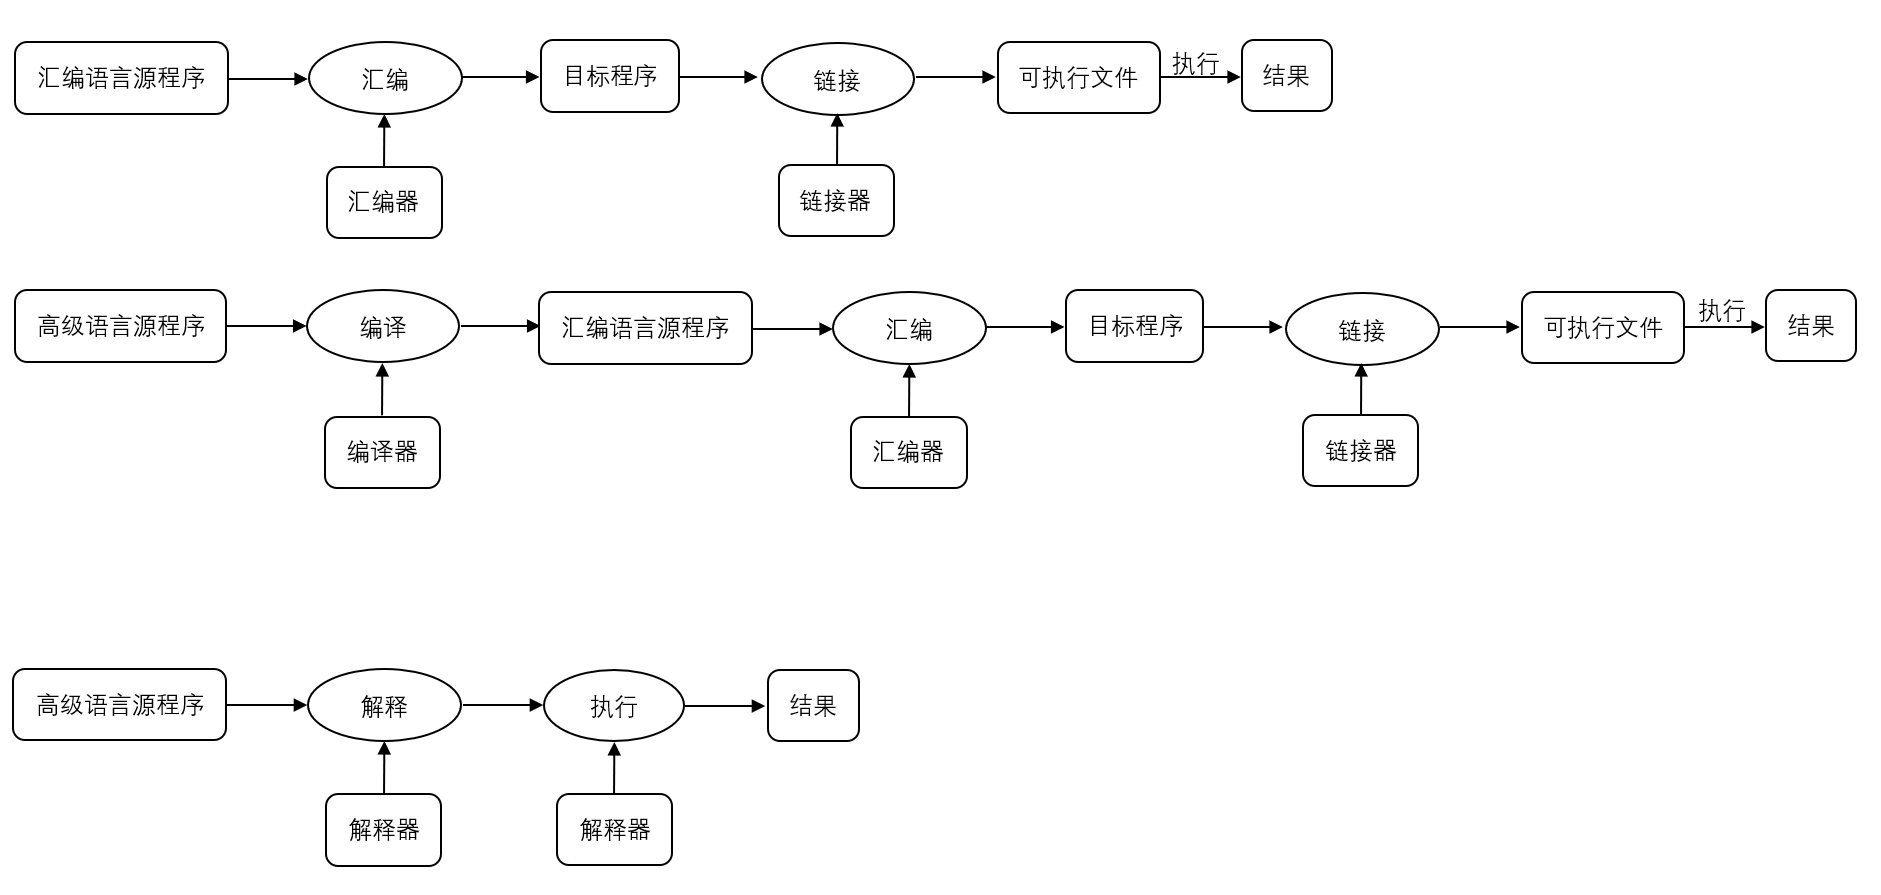 汇编语言源程序
汇编
目标程序
链接
可执行文件
执行
结果
汇编器
链接器
高级语言源程序
编译
汇编语言源程序
汇编
目标程序
链接
可执行文件
执行
结果
编译器
汇编器
链接器
高级语言源程序
解释
执行
结果
解释器
解释器